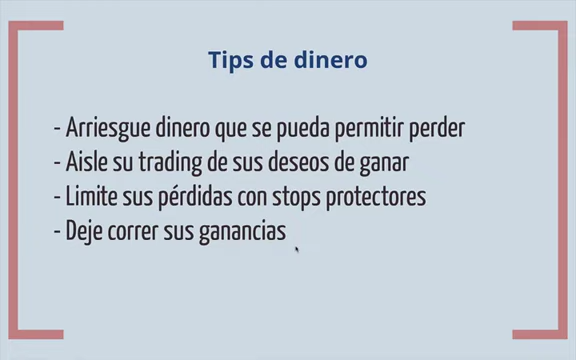 Tips de dinero
- Arriesgue dinero que se pueda permitir perder
- Aisle su trading de sus deseos de ganar
- Limite sus pérdidas con stops protectores
- Deje correr sus ganancias